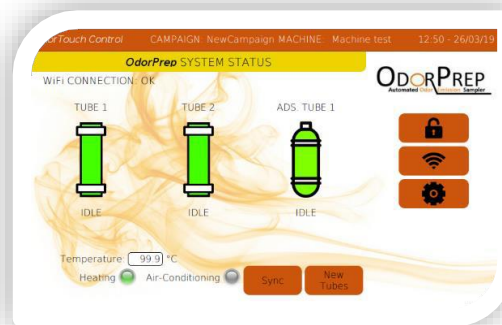 Touch Control CAMPAIGN: NewCampaign MACHINE: Machine test 12:50 - 26/03/19
OdorPrep SYSTEM STATUS
WiFi CONNECTION: OK
ODORPREP
Automated Odour Sampler
TUBE 1 TUBE 2 ADS. TUBE 1
IDLE IDLE IDLE
Temperature: 99.9 °C
Heating Air-Conditioning Sync New
Tubes